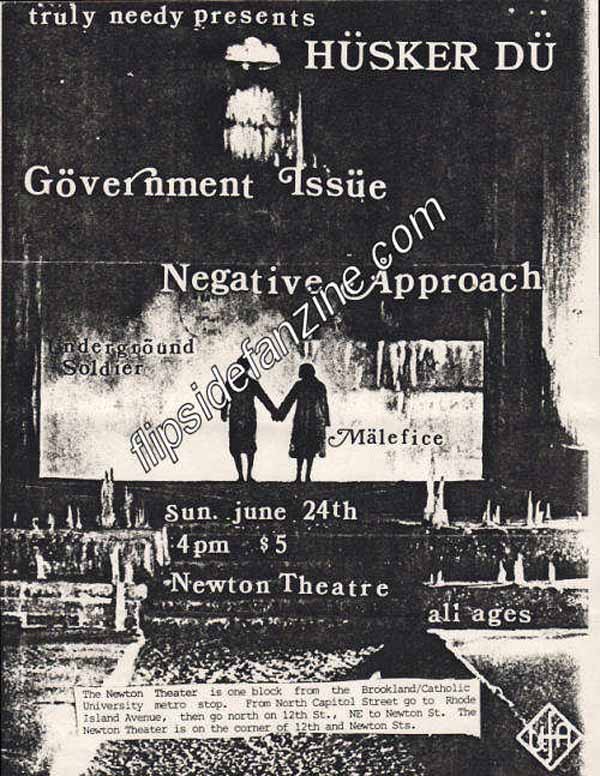 truly needy presents
HÜSKER DÜ
Gövernment Issüe
Negative Approach
Undergröund
Soldier
Mälefice
Sun. june 24th
4pm $5
Newton Theatre
all ages
The Newton Theater is one block from the Brookland/Catholic
University metro stop. From North Capitol Street go to Rhode
Island Avenue, then go north on 12th St., NE to Newton St. The
Newton Theater is on the corner of 12th and Newton Sts.
UFA
flipsidefanzine.com